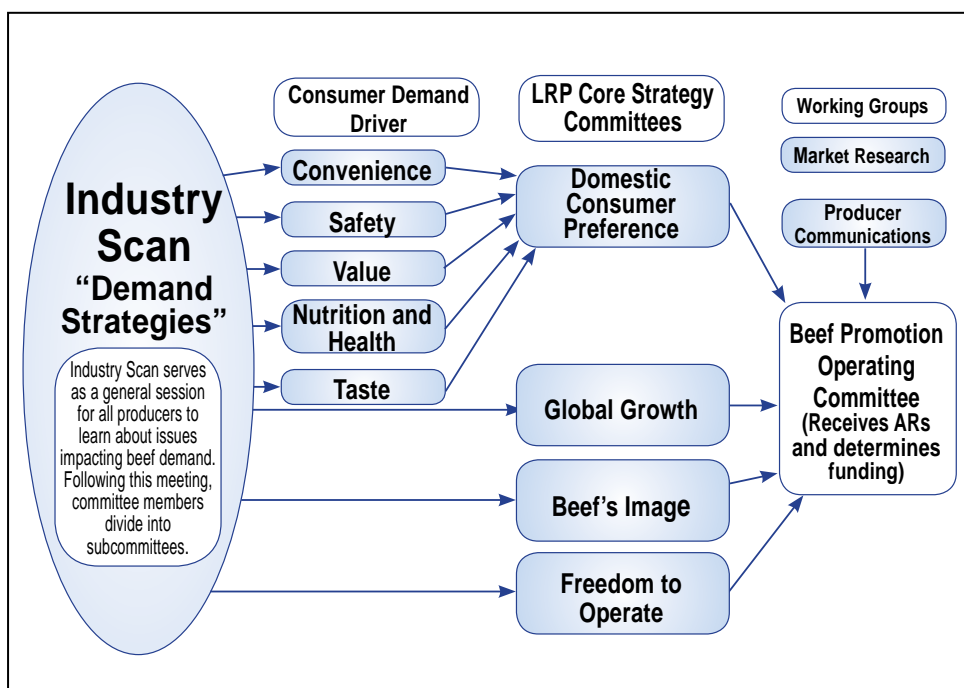 Industry
Scan
“Demand
Strategies”
Industry Scan serves
as a general session
for all producers to
learn about issues
impacting beef demand.
Following this meeting,
committee members
divide into
subcommittees.
Consumer Demand
Driver
Convenience
Safety
Value
Nutrition and
Health
Taste
LRP Core Strategy
Committees
Domestic
Consumer
Preference
Global Growth
Beef’s Image
Freedom to
Operate
Working Groups
Market Research
Producer
Communications
Beef Promotion
Operating
Committee
(Receives ARs
and determines
funding)